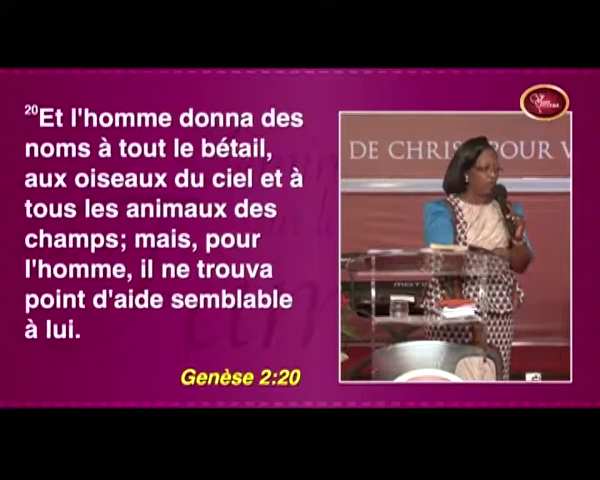 20Et l'homme donna des
noms à tout le bétail,
aux oiseaux du ciel et à
tous les animaux des
champs; mais, pour
l'homme, il ne trouva
point d'aide semblable
à lui.
Genèse 2:20
DE CHRIST POUR V